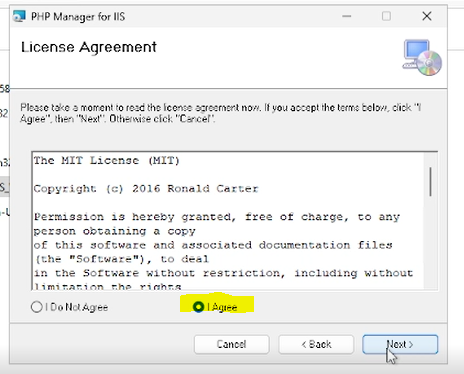 PHP Manager for IIS
License Agreement
Please take a moment to read the license agreement now. If you accept the terms below, click "I
Agree", then "Next". Otherwise click "Cancel".
The MIT License (MIT)
Copyright (c) 2016 Ronald Carter
Permission is hereby granted, free of charge, to any
person obtaining a copy
of this software and associated documentation files
(the "Software"), to deal
in the Software without restriction, including without
limitation the rights
I Do Not Agree
I Agree
Cancel
< Back
Next >